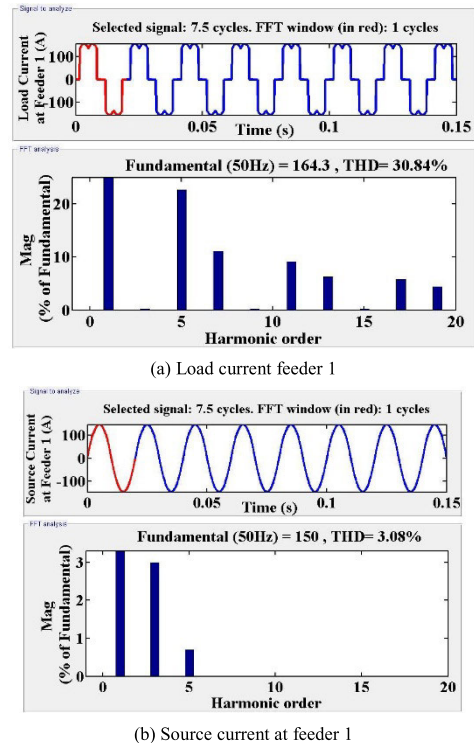 Signal to analyze
Selected signal: 7.5 cycles. FFT window (in red): 1 cycles
Load Current
at Feeder 1 (A)
100
0
-100
0 0.05 0.1 0.15
Time (s)
FFT analysis
Fundamental (50Hz) = 164.3 , THD= 30.84%
Mag
(% of Fundamental)
20
10
0
0 5 10 15 20
Harmonic order
(a) Load current feeder 1
Signal to analyze
Selected signal: 7.5 cycles. FFT window (in red): 1 cycles
Source Current
at Feeder 1 (A)
100
0
-100
0 0.05 0.1 0.15
Time (s)
FFT analysis
Fundamental (50Hz) = 150 , THD= 3.08%
Mag
(% of Fundamental)
3
2
1
0
0 5 10 15 20
Harmonic order
(b) Source current at feeder 1